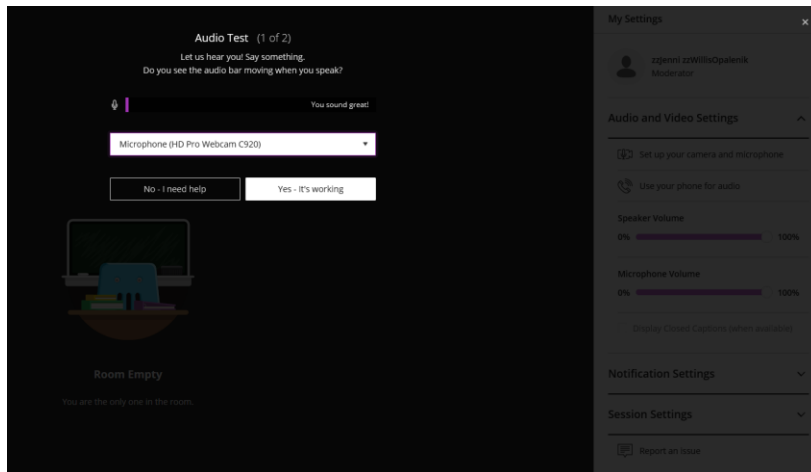 Audio Test (1 of 2)
Let us hear you! Say something.
Do you see the audio bar moving when you speak?
You sound great!
Microphone (HD Pro Webcam C920)
No - I need help
Yes - It's working
Room Empty
You are the only one in the room.
My Settings
zzJenni zzWillisOpalenik
Moderator
Audio and Video Settings
Set up your camera and microphone
Use your phone for audio
Speaker Volume
0% 100%
Microphone Volume
0% 100%
Display Closed Captions (when available)
Notification Settings
Session Settings
Report an issue